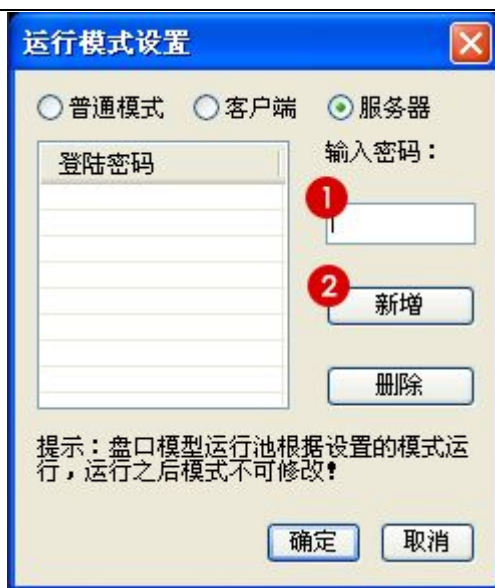 运行模式设置
普通模式 客户端 服务器
登陆密码
输入密码：
1
2
新增
删除
提示：盘口模型运行池根据设置的模式运
行，运行之后模式不可修改！
确定 取消